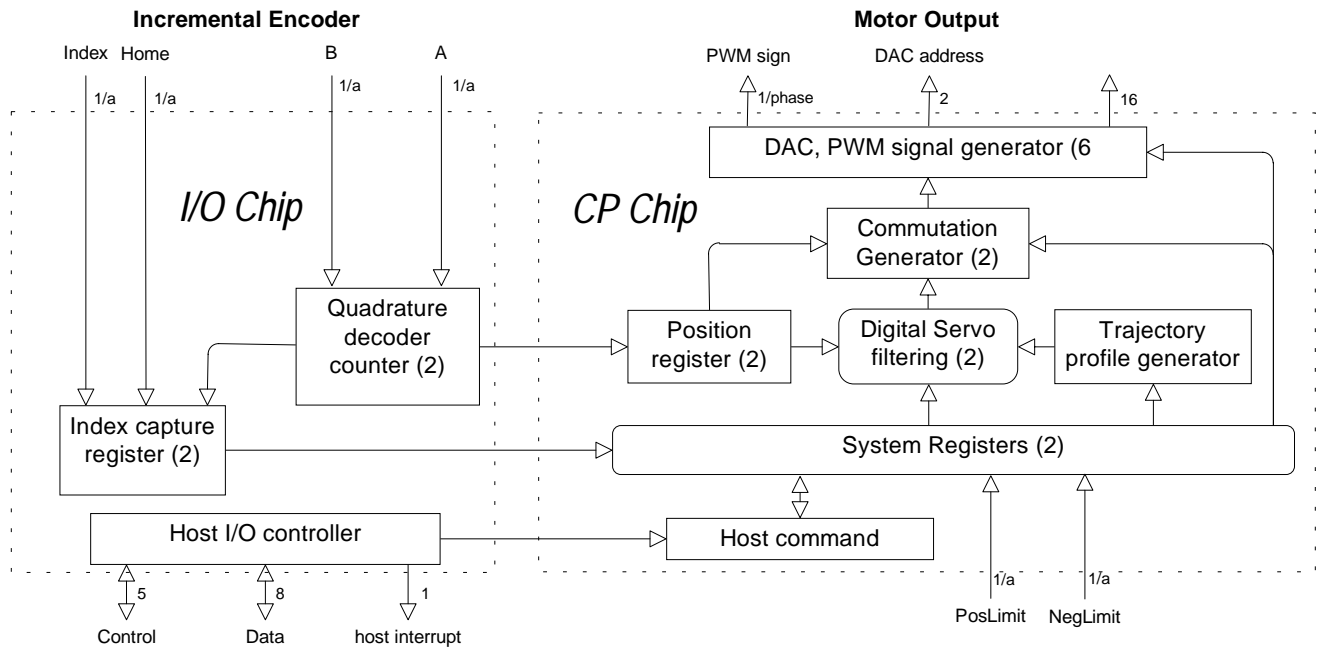 Incremental Encoder
Motor Output
Index
Home
B
A
PWM sign
DAC address
1/a
1/a
1/a
1/a
1/phase
2
16
DAC, PWM signal generator (6
I/O Chip
CP Chip
Commutation
Generator (2)
Quadrature
decoder
counter (2)
Position
register (2)
Digital Servo
filtering (2)
Trajectory
profile generator
Index capture
register (2)
System Registers (2)
Host I/O controller
Host command
5
8
1
1/a
1/a
Control
Data
host interrupt
PosLimit
NegLimit